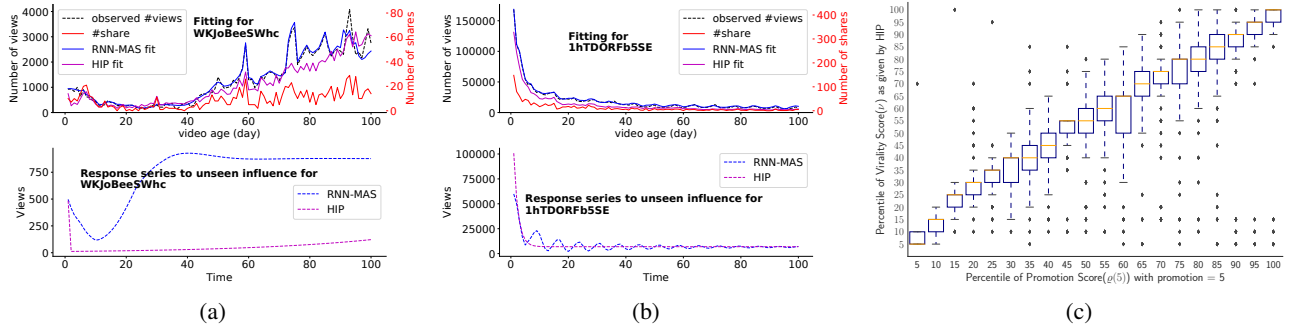 4000
3000
2000
1000
0
Number of views
observed #views
#share
RNN-MAS fit
HIP fit
Fitting for
WKJoBeeSWhc
80
60
40
20
0
Number of shares
0 20 40 60 80 100
video age (day)
Response series to unseen influence for
WKJoBeeSWhc
RNN-MAS
HIP
750
500
250
0
Views
0 20 40 60 80 100
Time
(a)
150000
100000
50000
0
Number of views
Fitting for
1hTDORFb5SE
observed #views
#share
RNN-MAS fit
HIP fit
400
300
200
100
0
Number of shares
0 20 40 60 80 100
video age (day)
100000
75000
50000
25000
0
Views
RNN-MAS
HIP
Response series to unseen influence for
1hTDORFb5SE
0 20 40 60 80 100
Time
(b)
Percentile of Virality Score(ν) as given by HIP
100
95
90
85
80
75
70
65
60
55
50
45
40
35
30
25
20
15
10
5
5 10 15 20 25 30 35 40 45 50 55 60 65 70 75 80 85 90 95 100
Percentile of Promotion Score(ϱ(5)) with promotion = 5
(c)